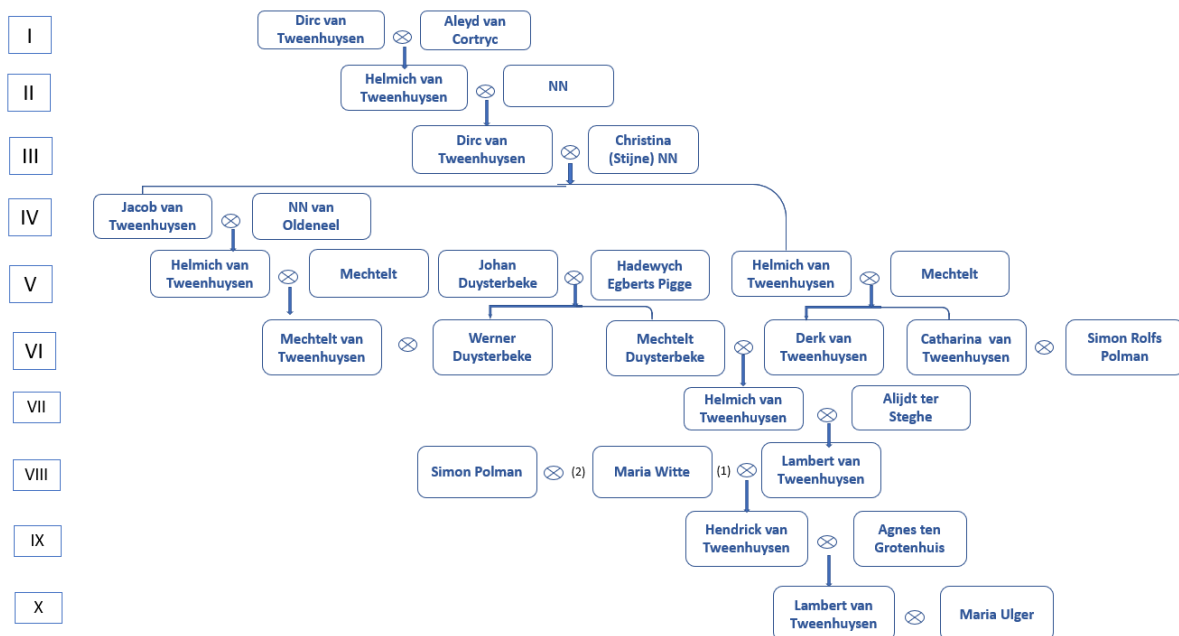 I
Dirc van
Tweenhuysen
Aleyd van
Cortryc
II
Helmich van
Tweenhuysen
NN
III
Dirc van
Tweenhuysen
Christina
(Stijne) NN
IV
Jacob van
Tweenhuysen
NN van
Oldeneel
V
Helmich van
Tweenhuysen
Mechtelt
Johan
Duysterbeke
Hadewych
Egberts Pigge
Helmich van
Tweenhuysen
Mechtelt
VI
Mechtelt van
Tweenhuysen
Werner
Duysterbeke
Mechtelt
Duysterbeke
Derk van
Tweenhuysen
Catharina van
Tweenhuysen
Simon Rolfs
Polman
VII
Helmich van
Tweenhuysen
Alijdt ter
Steghe
VIII
Simon Polman
(2)
Maria Witte
(1)
Lambert van
Tweenhuysen
IX
Hendrick van
Tweenhuysen
Agnes ten
Grotenhuis
X
Lambert van
Tweenhuysen
Maria Ulger